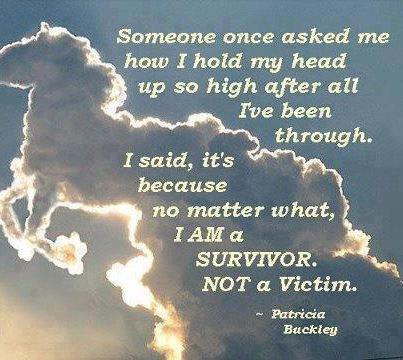 Someone once asked me
how I hold my head
up so high after all
I've been
through.
I said, it's
because
no matter what,
I AM a
SURVIVOR.
NOT a Victim.
~ Patricia
Buckley